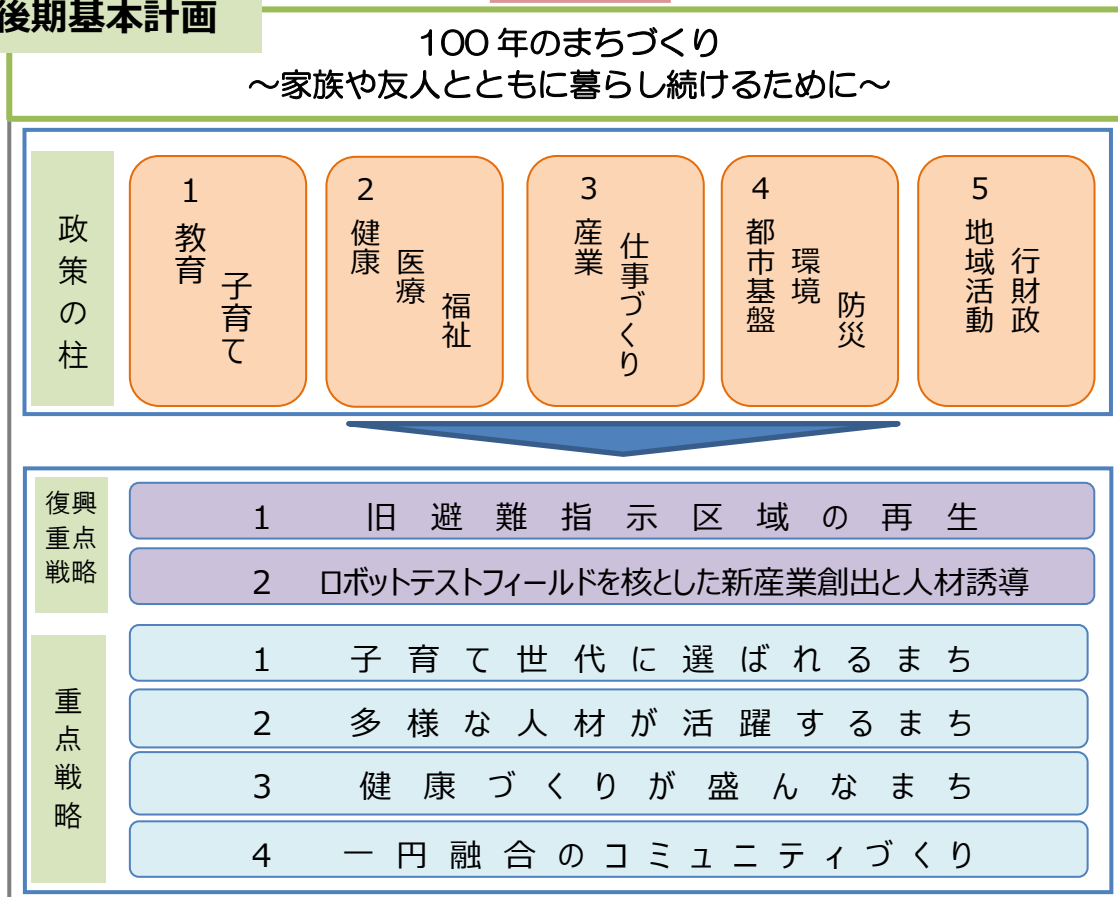 後期基本計画
100年のまちづくり
～家族や友人とともに暮らし続けるために～
政策の柱
1
教育
子育て
2
健康
医療
福祉
3
産業
仕事づくり
4
都市基盤
環境
防災
5
地域活動
行財政
復興
重点
戦略
1 旧避難指示区域の再生
2 ロボットテストフィールドを核とした新産業創出と人材誘導
重点戦略
1 子育て世代に選ばれるまち
2 多様な人材が活躍するまち
3 健康づくりが盛んなまち
4 一円融合のコミュニティづくり